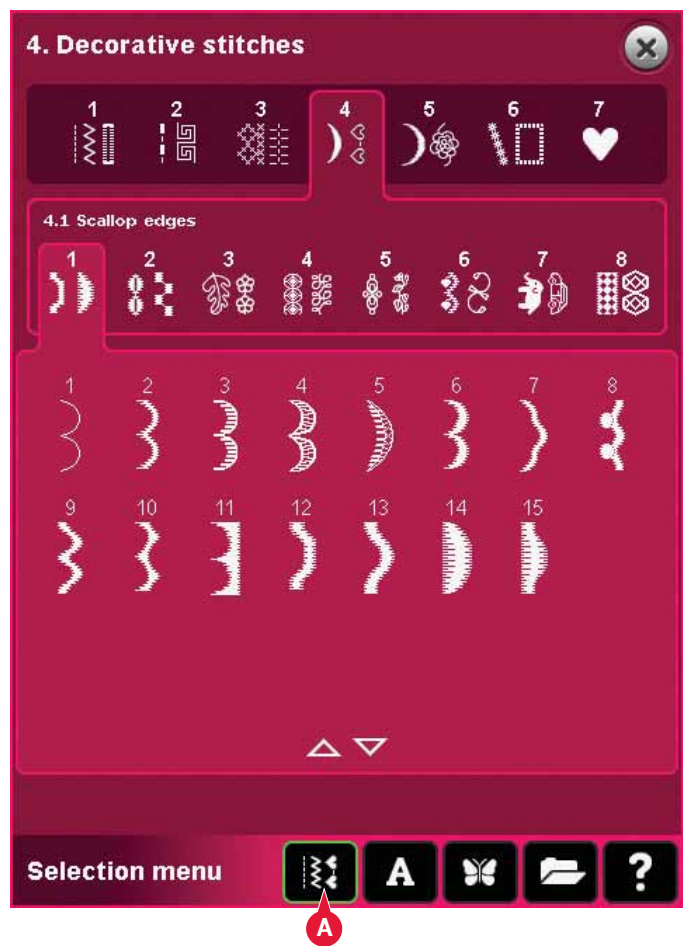 4. Decorative stitches
1 2 3 4 5 6 7
4.1 Scallop edges
1 2 3 4 5 6 7 8
1 2 3 4 5 6 7 8
9 10 11 12 13 14 15
Selection menu
A ?
A